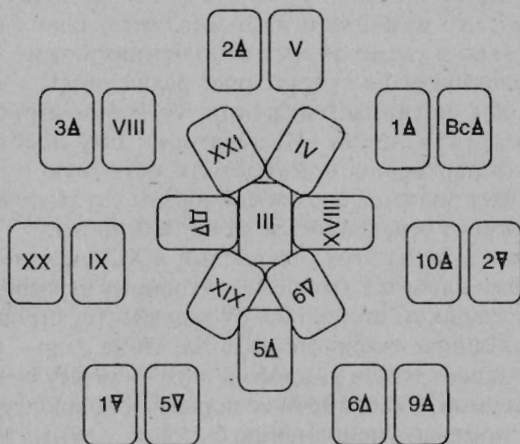 2🜁 V
3🜁 VIII
1🜁 Вс🜁
XXI IV
III
XVIIII
XX IX
10🜁 2🜃
XIX 6🜄
5🜁
1🜃 5🜄
6🜁 9🜁